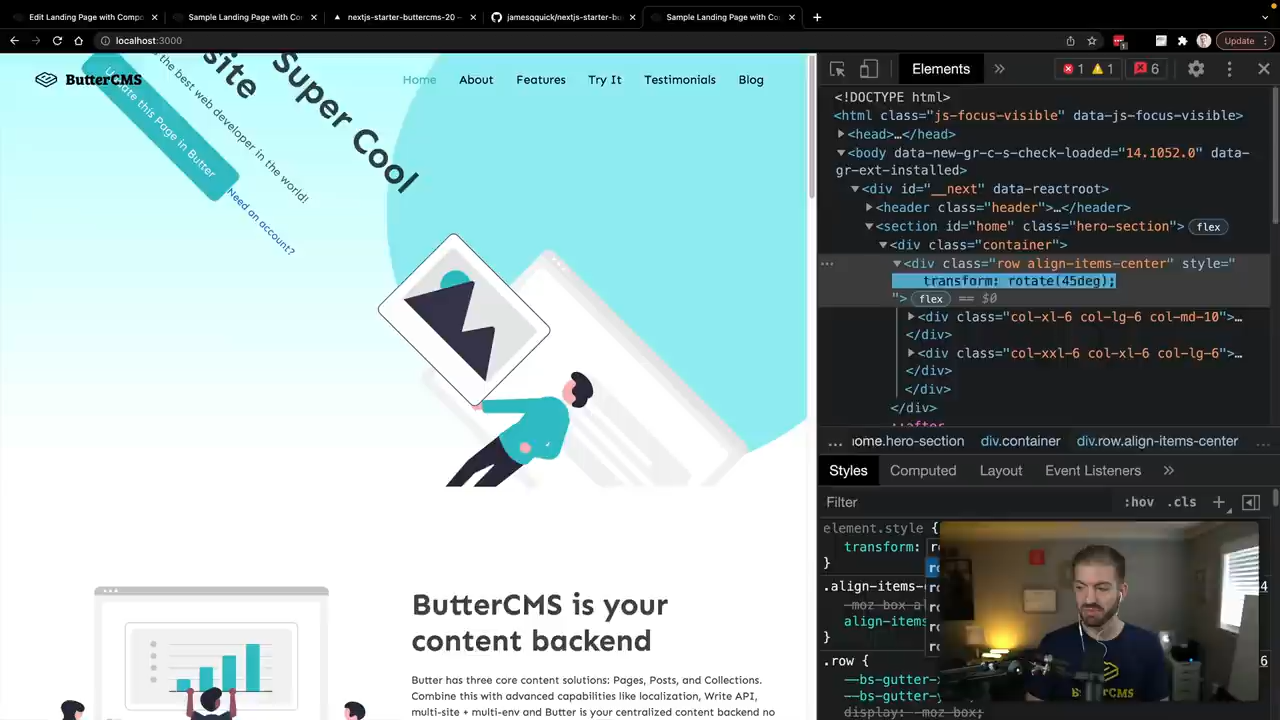 Edit Landing Page with Compo
Sample Landing Page with Co
nextjs-starter-buttercms-20 –
jamesqquick/nextjs-starter-bu
Sample Landing Page with Co
localhost:3000
Update
ButterCMS
Home
About
Features
Try It
Testimonials
Blog
site
Super Cool
the best web developer in the world!
Update this Page in Butter
Need an account?
ButterCMS is your
content backend
Butter has three core content solutions: Pages, Posts, and Collections.
Combine this with advanced capabilities like localization, Write API,
multi-site + multi-env and Butter is your centralized content backend no
Elements
1
1
6
<!DOCTYPE html>
<html class="js-focus-visible" data-js-focus-visible>
<head>…</head>
<body data-new-gr-c-s-check-loaded="14.1052.0" data-
gr-ext-installed>
<div id="__next" data-reactroot>
<header class="header">…</header>
<section id="home" class="hero-section">
flex
<div class="container">
<div class="row align-items-center" style="
transform: rotate(45deg);
">
flex
== $0
<div class="col-xl-6 col-lg-6 col-md-10">…
</div>
<div class="col-xxl-6 col-xl-6 col-lg-6">…
</div>
</div>
</div>
::after
… home.hero-section
div.container
div.row.align-items-center
…
Styles
Computed
Layout
Event Listeners
Filter
:hov
.cls
element.style {
transform:
}
.align-items-
-moz-box-a
align-items
}
.row {
--bs-gutter-x
--bs-gutter-y
display: -moz-box;
BUTTERCMS